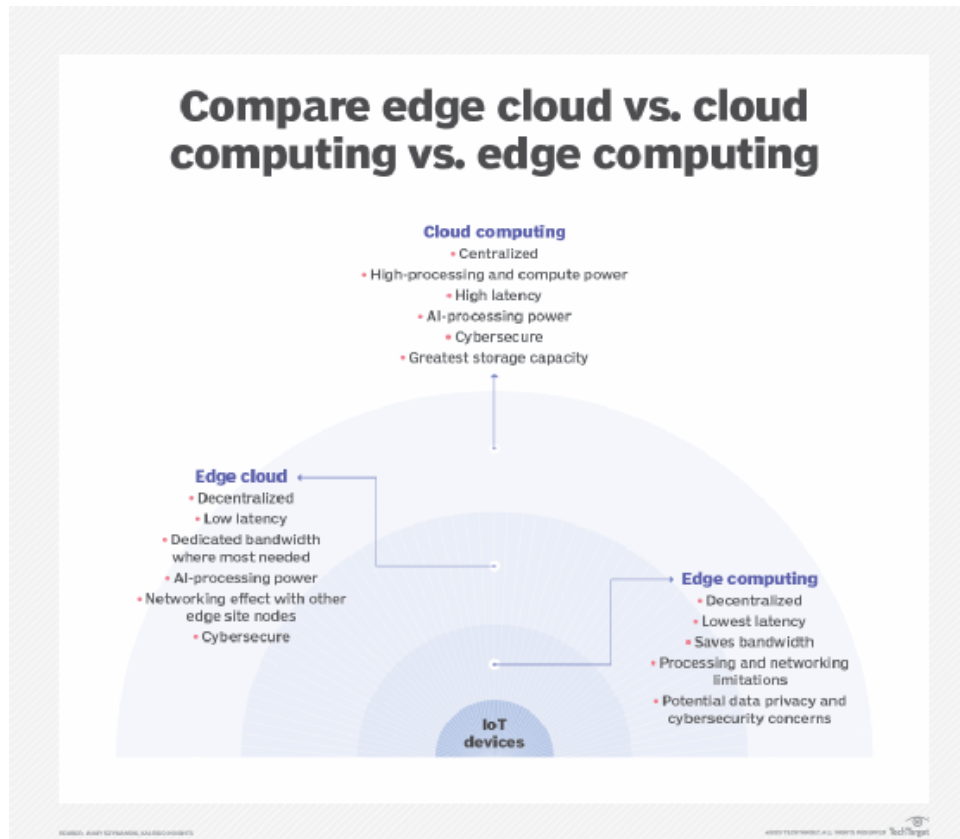 Compare edge cloud vs. cloud
computing vs. edge computing
Cloud computing
• Centralized
• High-processing and compute power
• High latency
• AI-processing power
• Cybersecure
• Greatest storage capacity
Edge cloud
• Decentralized
• Low latency
• Dedicated bandwidth
where most needed
• AI-processing power
• Networking effect with other
edge site nodes
• Cybersecure
Edge computing
• Decentralized
• Lowest latency
• Saves bandwidth
• Processing and networking
limitations
• Potential data privacy and
cybersecurity concerns
IoT
devices
TechTarget